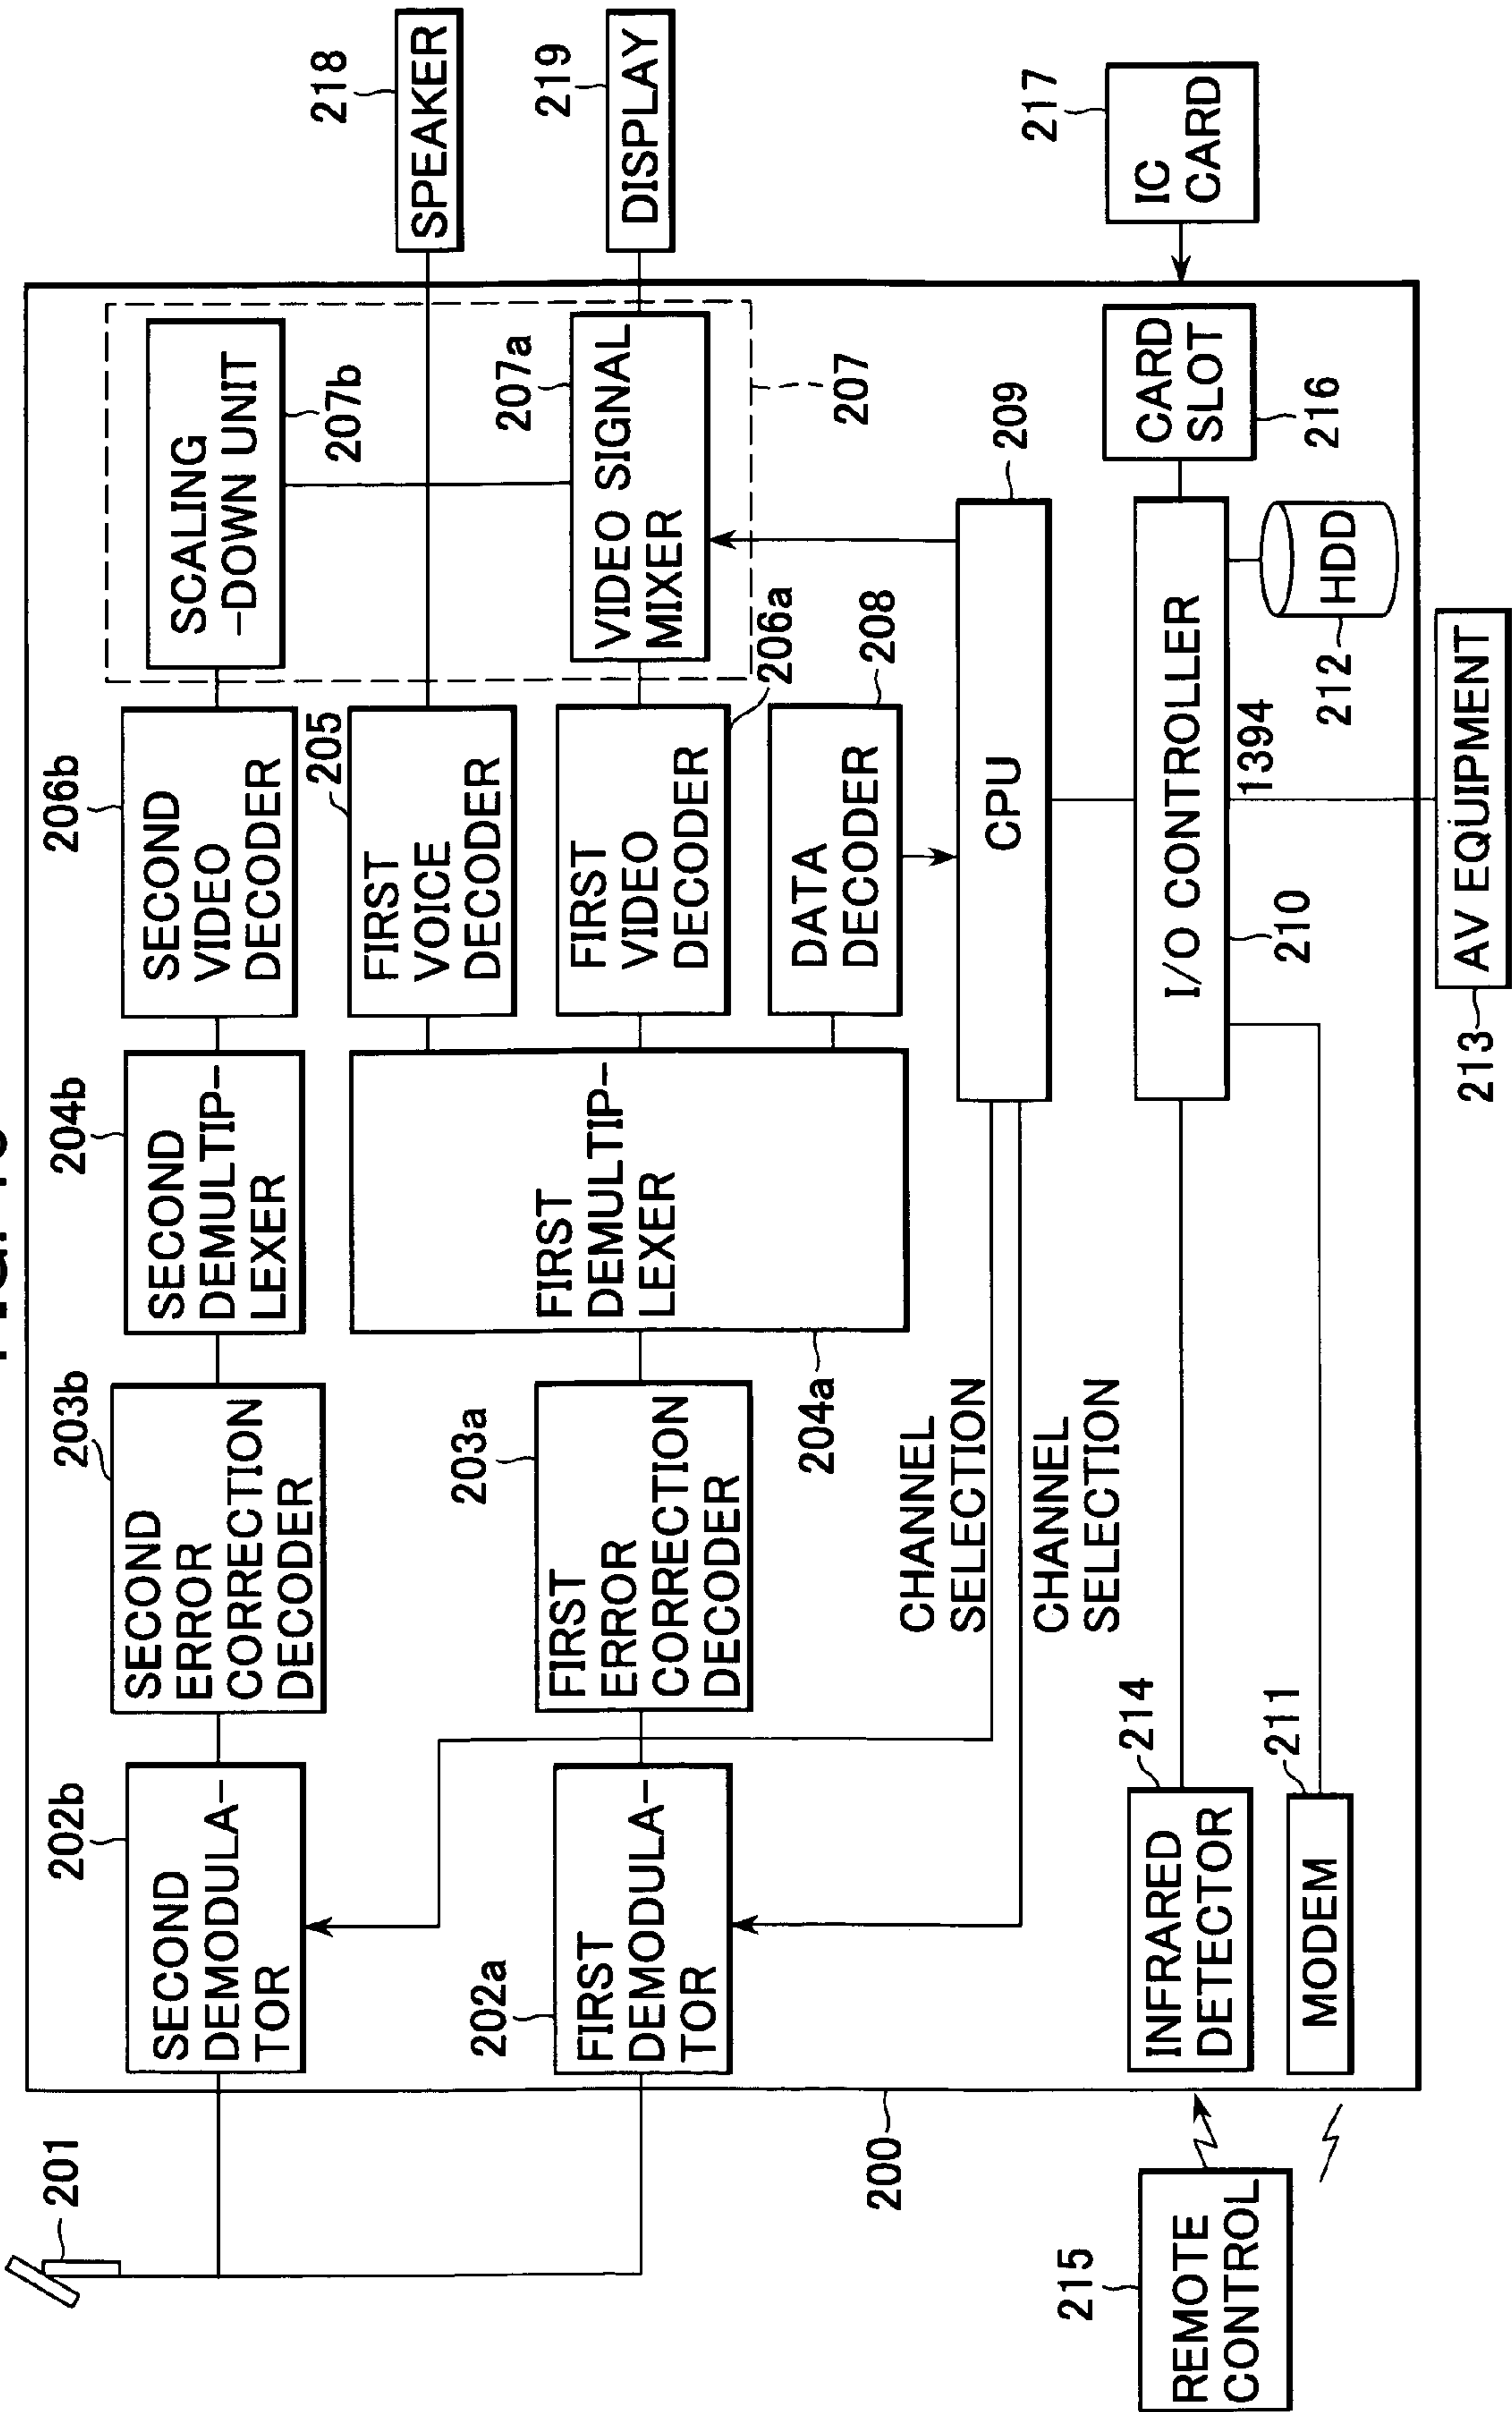 201
202b
SECOND
DEMODULA-
TOR
203b
SECOND
ERROR
CORRECTION
DECODER
204b
SECOND
DEMULTIP-
LEXER
206b
SECOND
VIDEO
DECODER
SCALING
-DOWN UNIT
207b
218
SPEAKER
205
FIRST
VOICE
DECODER
202a
FIRST
DEMODULA-
TOR
203a
FIRST
ERROR
CORRECTION
DECODER
FIRST
DEMULTIP-
LEXER
204a
FIRST
VIDEO
DECODER
206a
207a
VIDEO SIGNAL
MIXER
207
219
DISPLAY
DATA
DECODER
208
CHANNEL
SELECTION
CHANNEL
SELECTION
CPU
209
200
215
REMOTE
CONTROL
214
INFRARED
DETECTOR
211
MODEM
I/O CONTROLLER
210
1394
212
HDD
CARD
SLOT
216
217
IC
CARD
213
AV EQUIPMENT